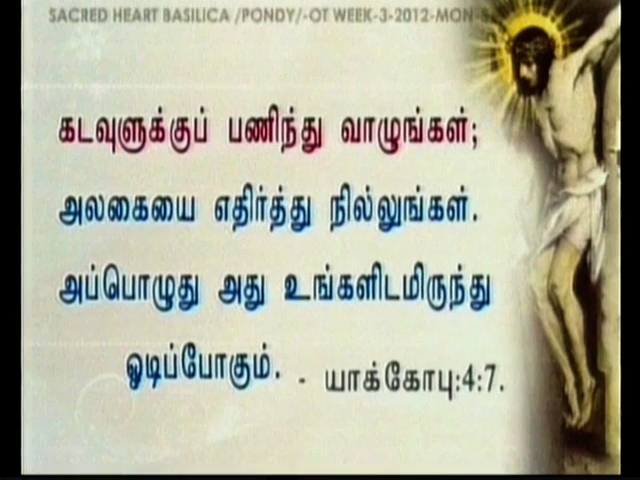 SACRED HEART BASILICA /PONDY/-OT WEEK-3-2012-MON-
கடவுளுக்குப் பணிந்து வாழுங்கள்;
அலகையை எதிர்த்து நில்லுங்கள்.
அப்பொழுது அது உங்களிடமிருந்து
ஓடிப்போகும். - யாக்கோபு:4:7.